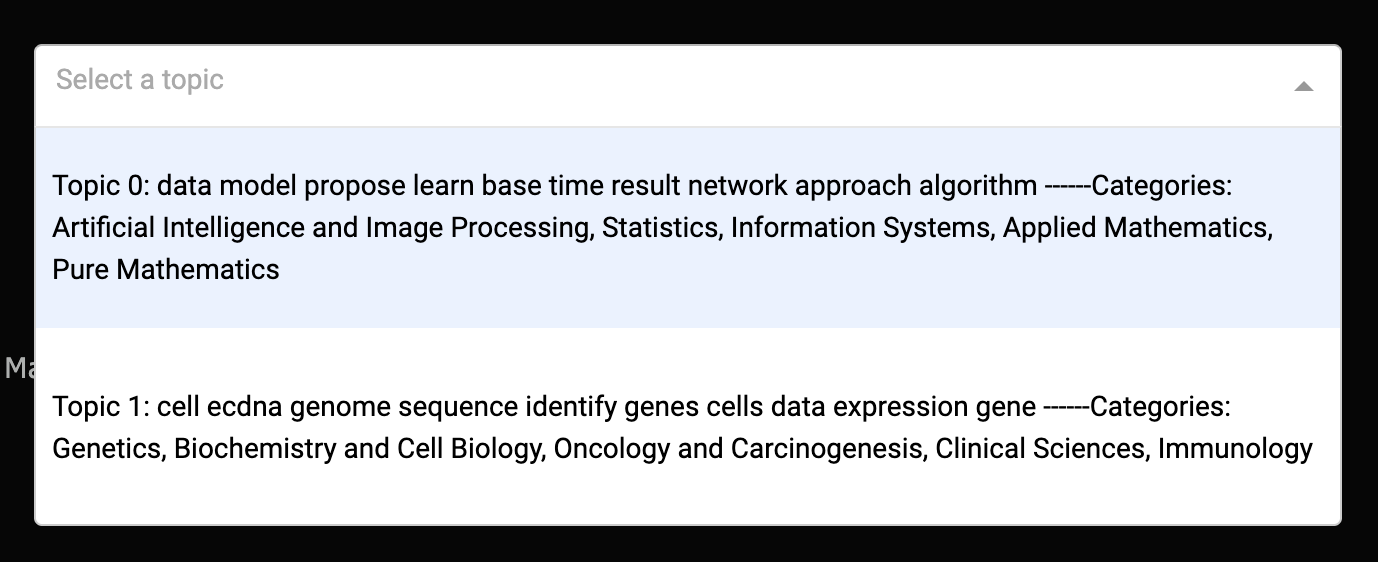 Select a topic
Topic 0: data model propose learn base time result network approach algorithm ------Categories:
Artificial Intelligence and Image Processing, Statistics, Information Systems, Applied Mathematics,
Pure Mathematics
Ma
Topic 1: cell ecdna genome sequence identify genes cells data expression gene ------Categories:
Genetics, Biochemistry and Cell Biology, Oncology and Carcinogenesis, Clinical Sciences, Immunology